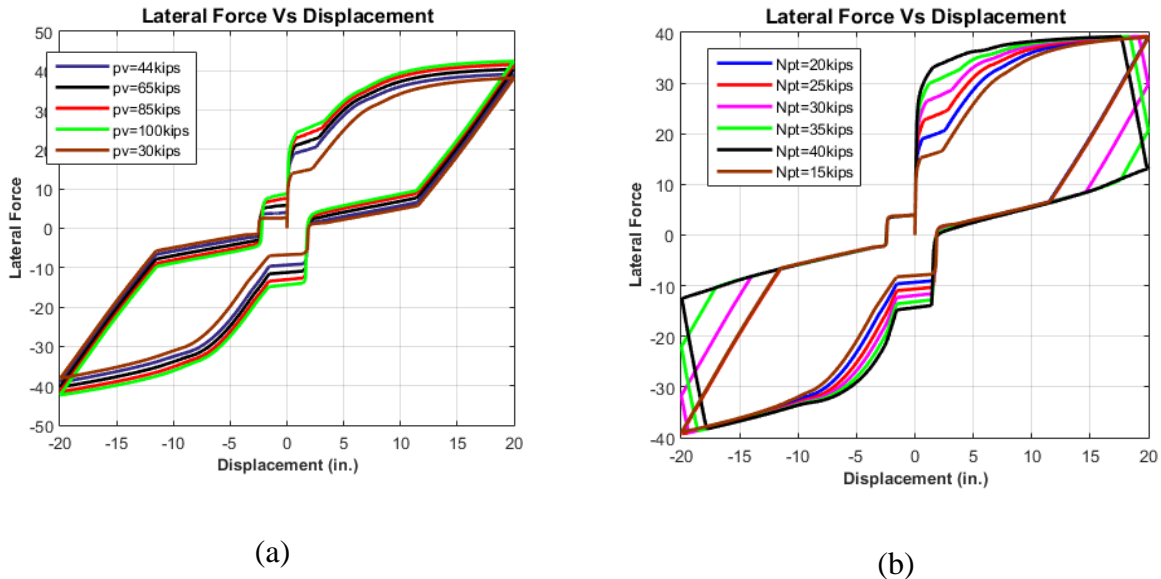 Lateral Force Vs Displacement
50
40
30
20
10
0
-10
-20
-30
-40
-50
Lateral Force
pv=44kips
pv=65kips
pv=85kips
pv=100kips
pv=30kips
-20 -15 -10 -5 0 5 10 15 20
Displacement (in.)
(a)
Lateral Force Vs Displacement
40
30
20
10
0
-10
-20
-30
-40
Lateral Force
Npt=20kips
Npt=25kips
Npt=30kips
Npt=35kips
Npt=40kips
Npt=15kips
-20 -15 -10 -5 0 5 10 15 20
Displacement (in.)
(b)